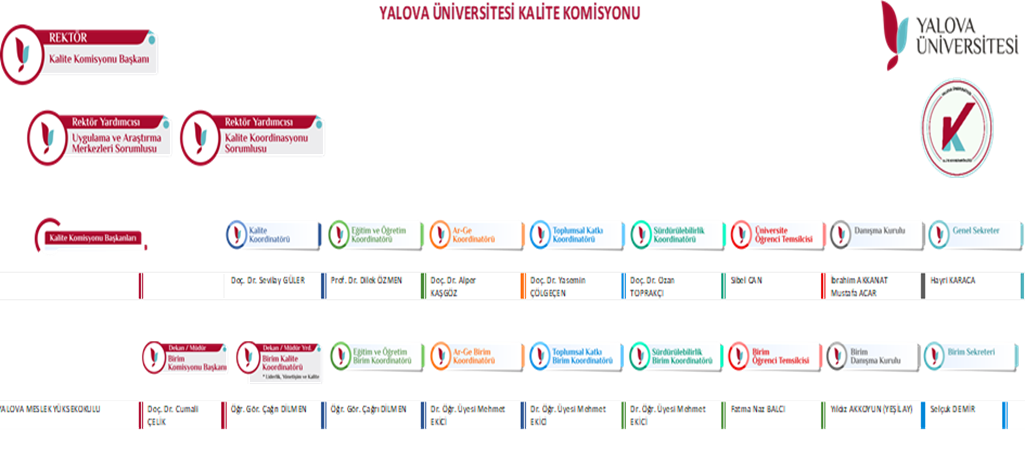 YALOVA ÜNİVERSİTESİ KALİTE KOMİSYONU
YALOVA
ÜNİVERSİTESİ
REKTÖR
Kalite Komisyonu Başkanı
Rektör Yardımcısı
Uygulama ve Araştırma
Merkezleri Sorumlusu
Rektör Yardımcısı
Kalite Koordinasyonu
Sorumlusu
YALOVA ÜNİVERSİTESİ
Kalite Komisyonu Başkanları
Kalite
Koordinatörü
Eğitim ve Öğretim
Koordinatörü
Ar-Ge
Koordinatörü
Toplumsal Katkı
Koordinatörü
Sürdürülebilirlik
Koordinatörü
Üniversite
Öğrenci Temsilcisi
Danışma Kurulu
Genel Sekreter
Doç. Dr. Sevilay GÜLER
Prof. Dr. Dilek ÖZMEN
Doç. Dr. Alper
KAŞGÖZ
Doç. Dr. Yasemin
ÇÖLGEÇEN
Doç. Dr. Ozan
TOPRAKÇI
Sibel CAN
İbrahim AKKANAT
Mustafa ACAR
Hayri KARACA
Dekan / Müdür
Birim
Komisyonu Başkanı
Dekan / Müdür Yrd.
Birim Kalite
Koordinatörü
* Liderlik, Yönetişim ve Kalite
Eğitim ve Öğretim
Birim Koordinatörü
Ar-Ge Birim
Koordinatörü
Toplumsal Katkı
Birim Koordinatörü
Sürdürülebilirlik
Birim Koordinatörü
Birim
Öğrenci Temsilcisi
Birim
Danışma Kurulu
Birim Sekreteri
YALOVA MESLEK YÜKSEKOKULU
Doç. Dr. Cumali
ÇELİK
Öğr. Gör. Çağrı DİLMEN
Öğr. Gör. Çağrı DİLMEN
Dr. Öğr. Üyesi Mehmet
EKİCİ
Dr. Öğr. Üyesi Mehmet
EKİCİ
Dr. Öğr. Üyesi Mehmet
EKİCİ
Fatma Naz BALCI
Yıldız AKKOYUN (YEŞİLAY)
Selçuk DEMİR